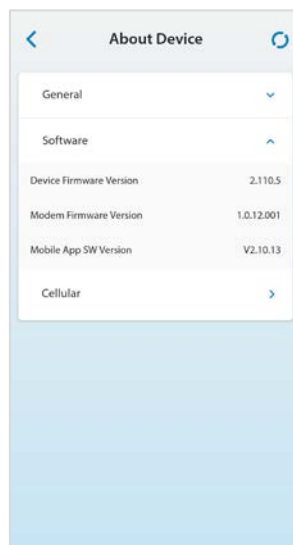 About Device
General
Software
Device Firmware Version 2.110.5
Modem Firmware Version 1.0.12.001
Mobile App SW Version V2.10.13
Cellular